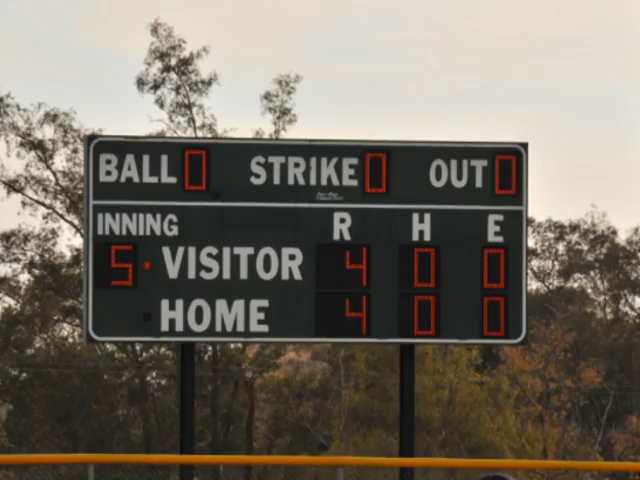 BALL 0 STRIKE 0 OUT 0
INNING R H E
5 VISITOR 4 0 0
HOME 4 0 0